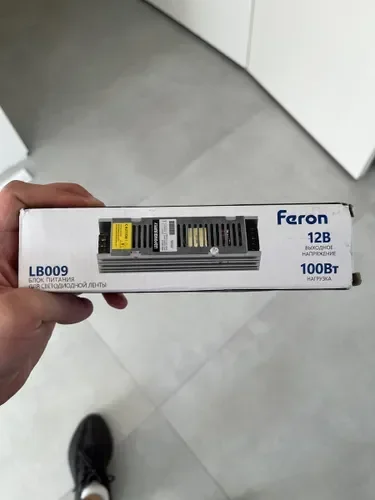 Feron
12В
ВЫХОДНОЕ
НАПРЯЖЕНИЕ
LB009
БЛОК ПИТАНИЯ
ДЛЯ СВЕТОДИОДНОЙ ЛЕНТЫ
100Вт
НАГРУЗКА